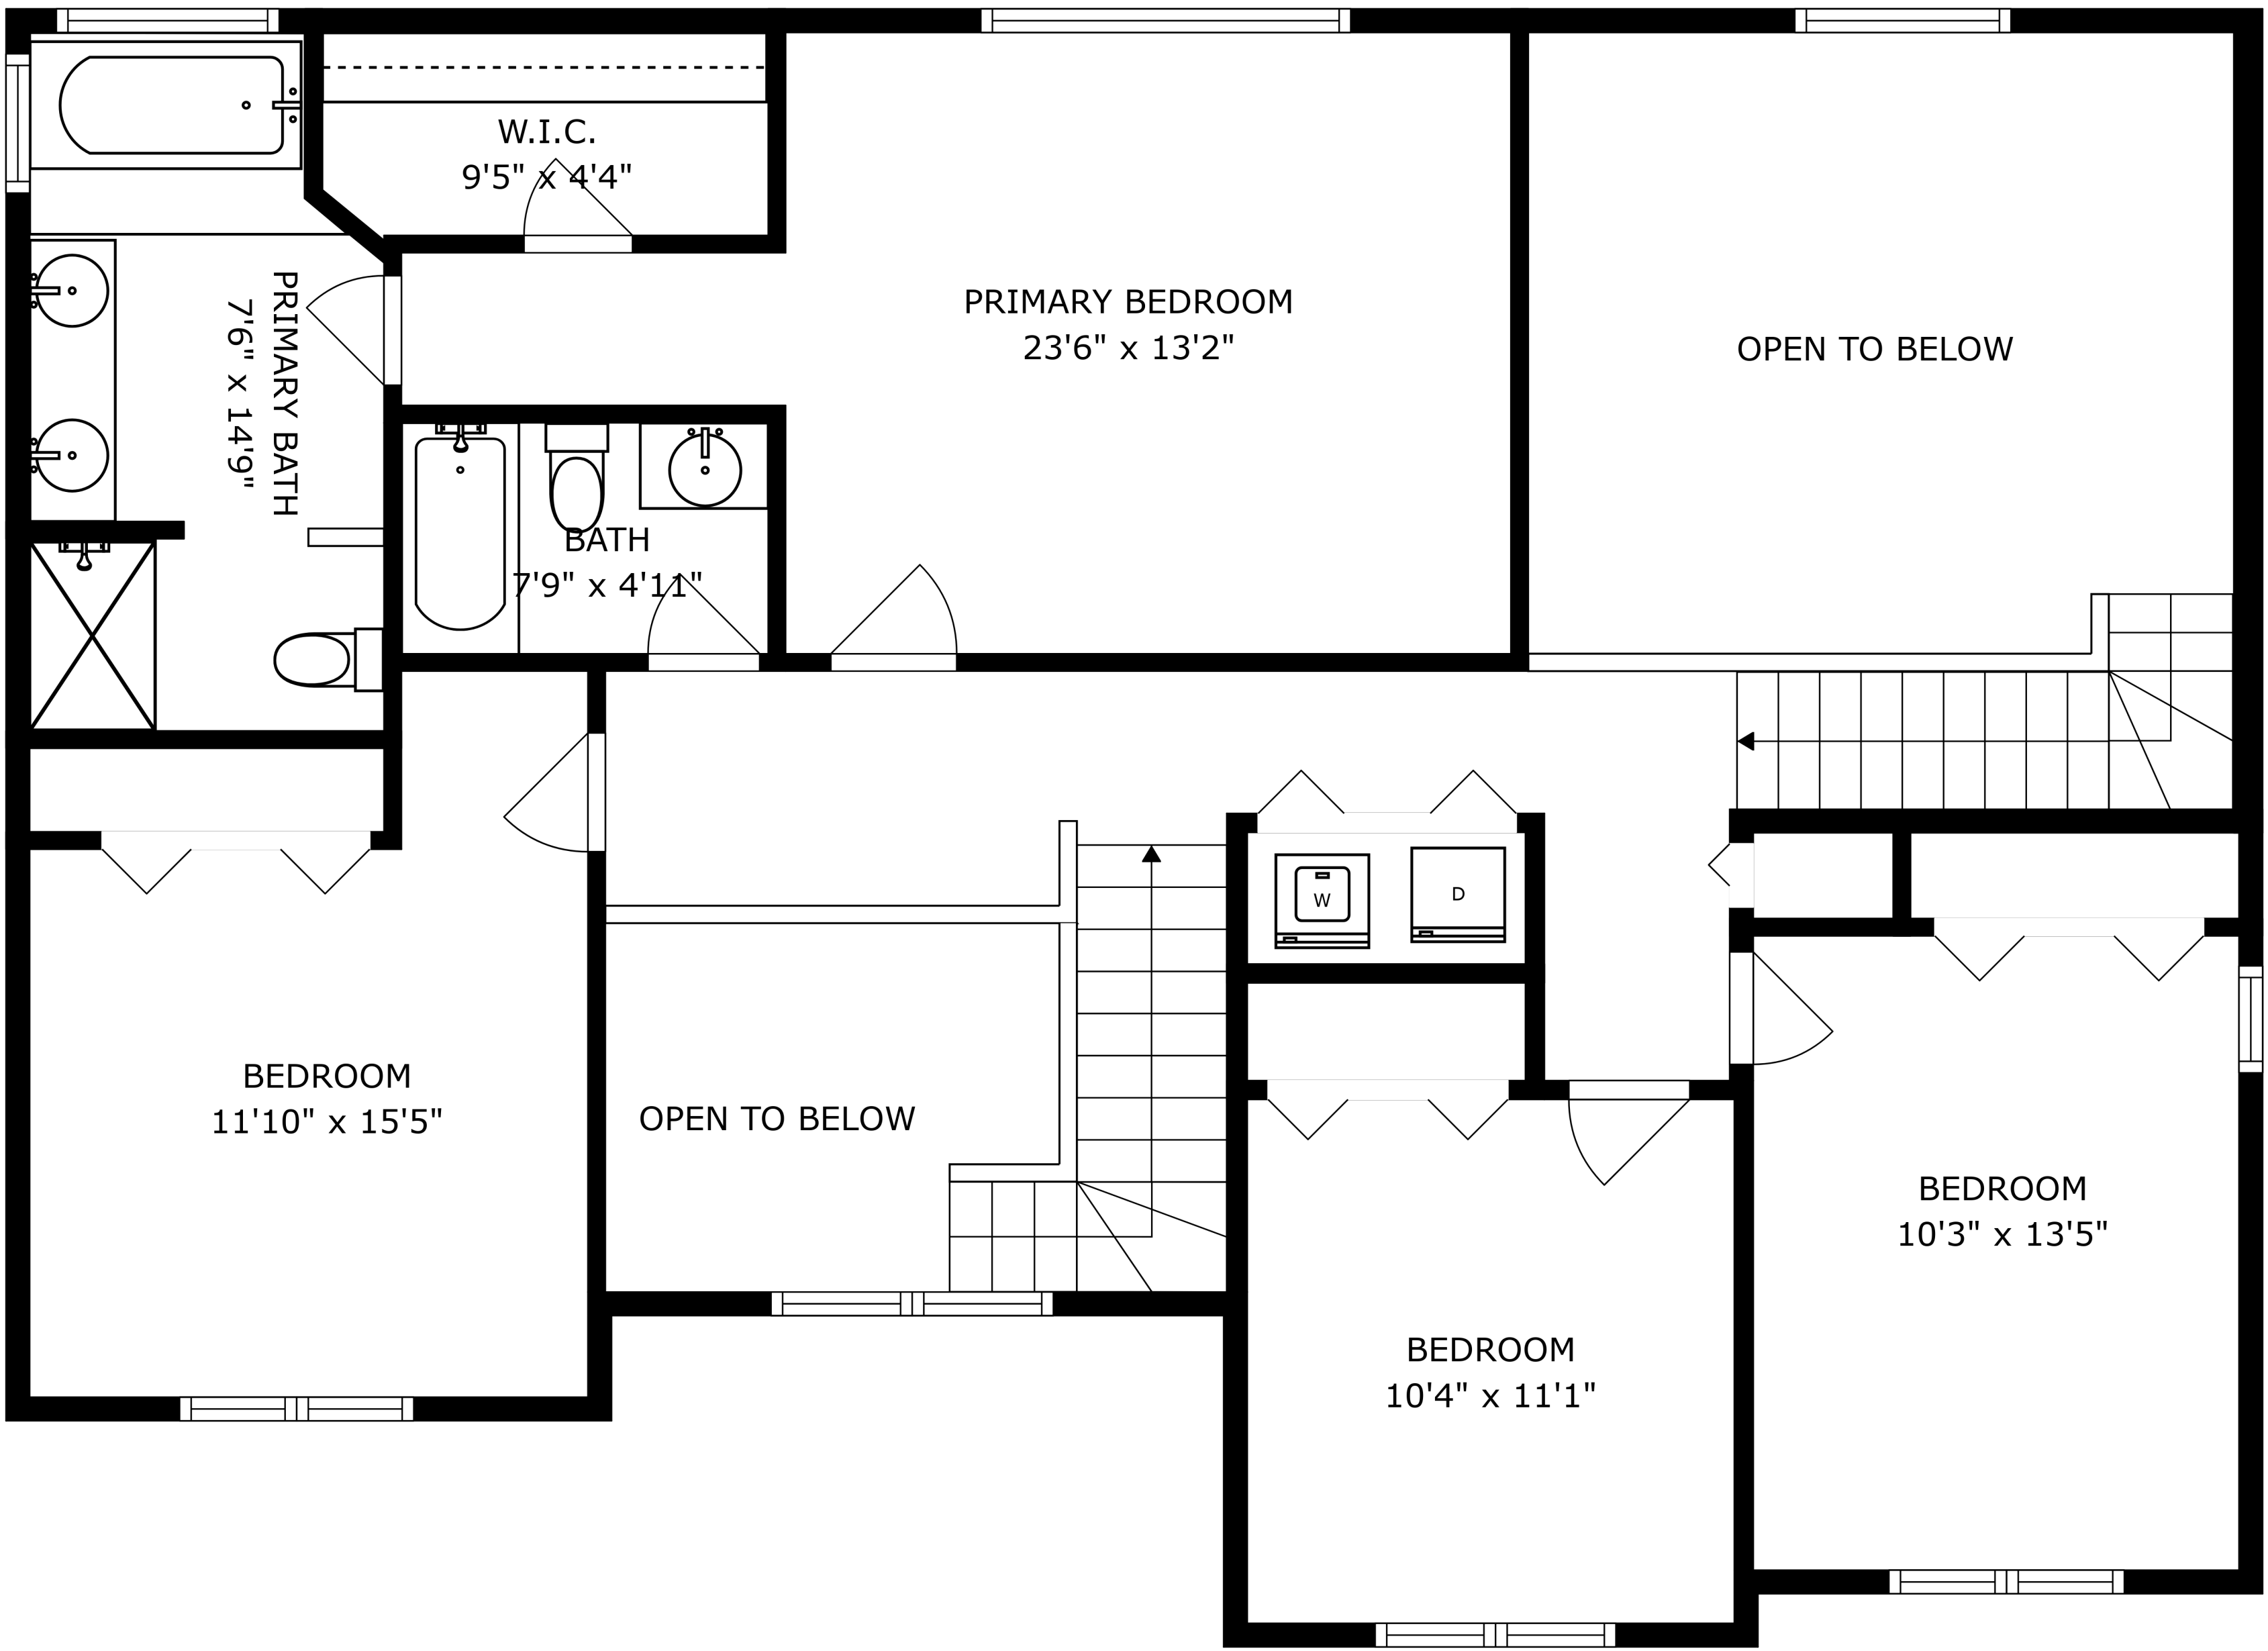 W.I.C.
9'5" x 4'4"
PRIMARY BEDROOM
23'6" x 13'2"
OPEN TO BELOW
PRIMARY BATH
7'6" x 14'9"
BATH
7'9" x 4'11"
W
D
BEDROOM
11'10" x 15'5"
OPEN TO BELOW
BEDROOM
10'3" x 13'5"
BEDROOM
10'4" x 11'1"